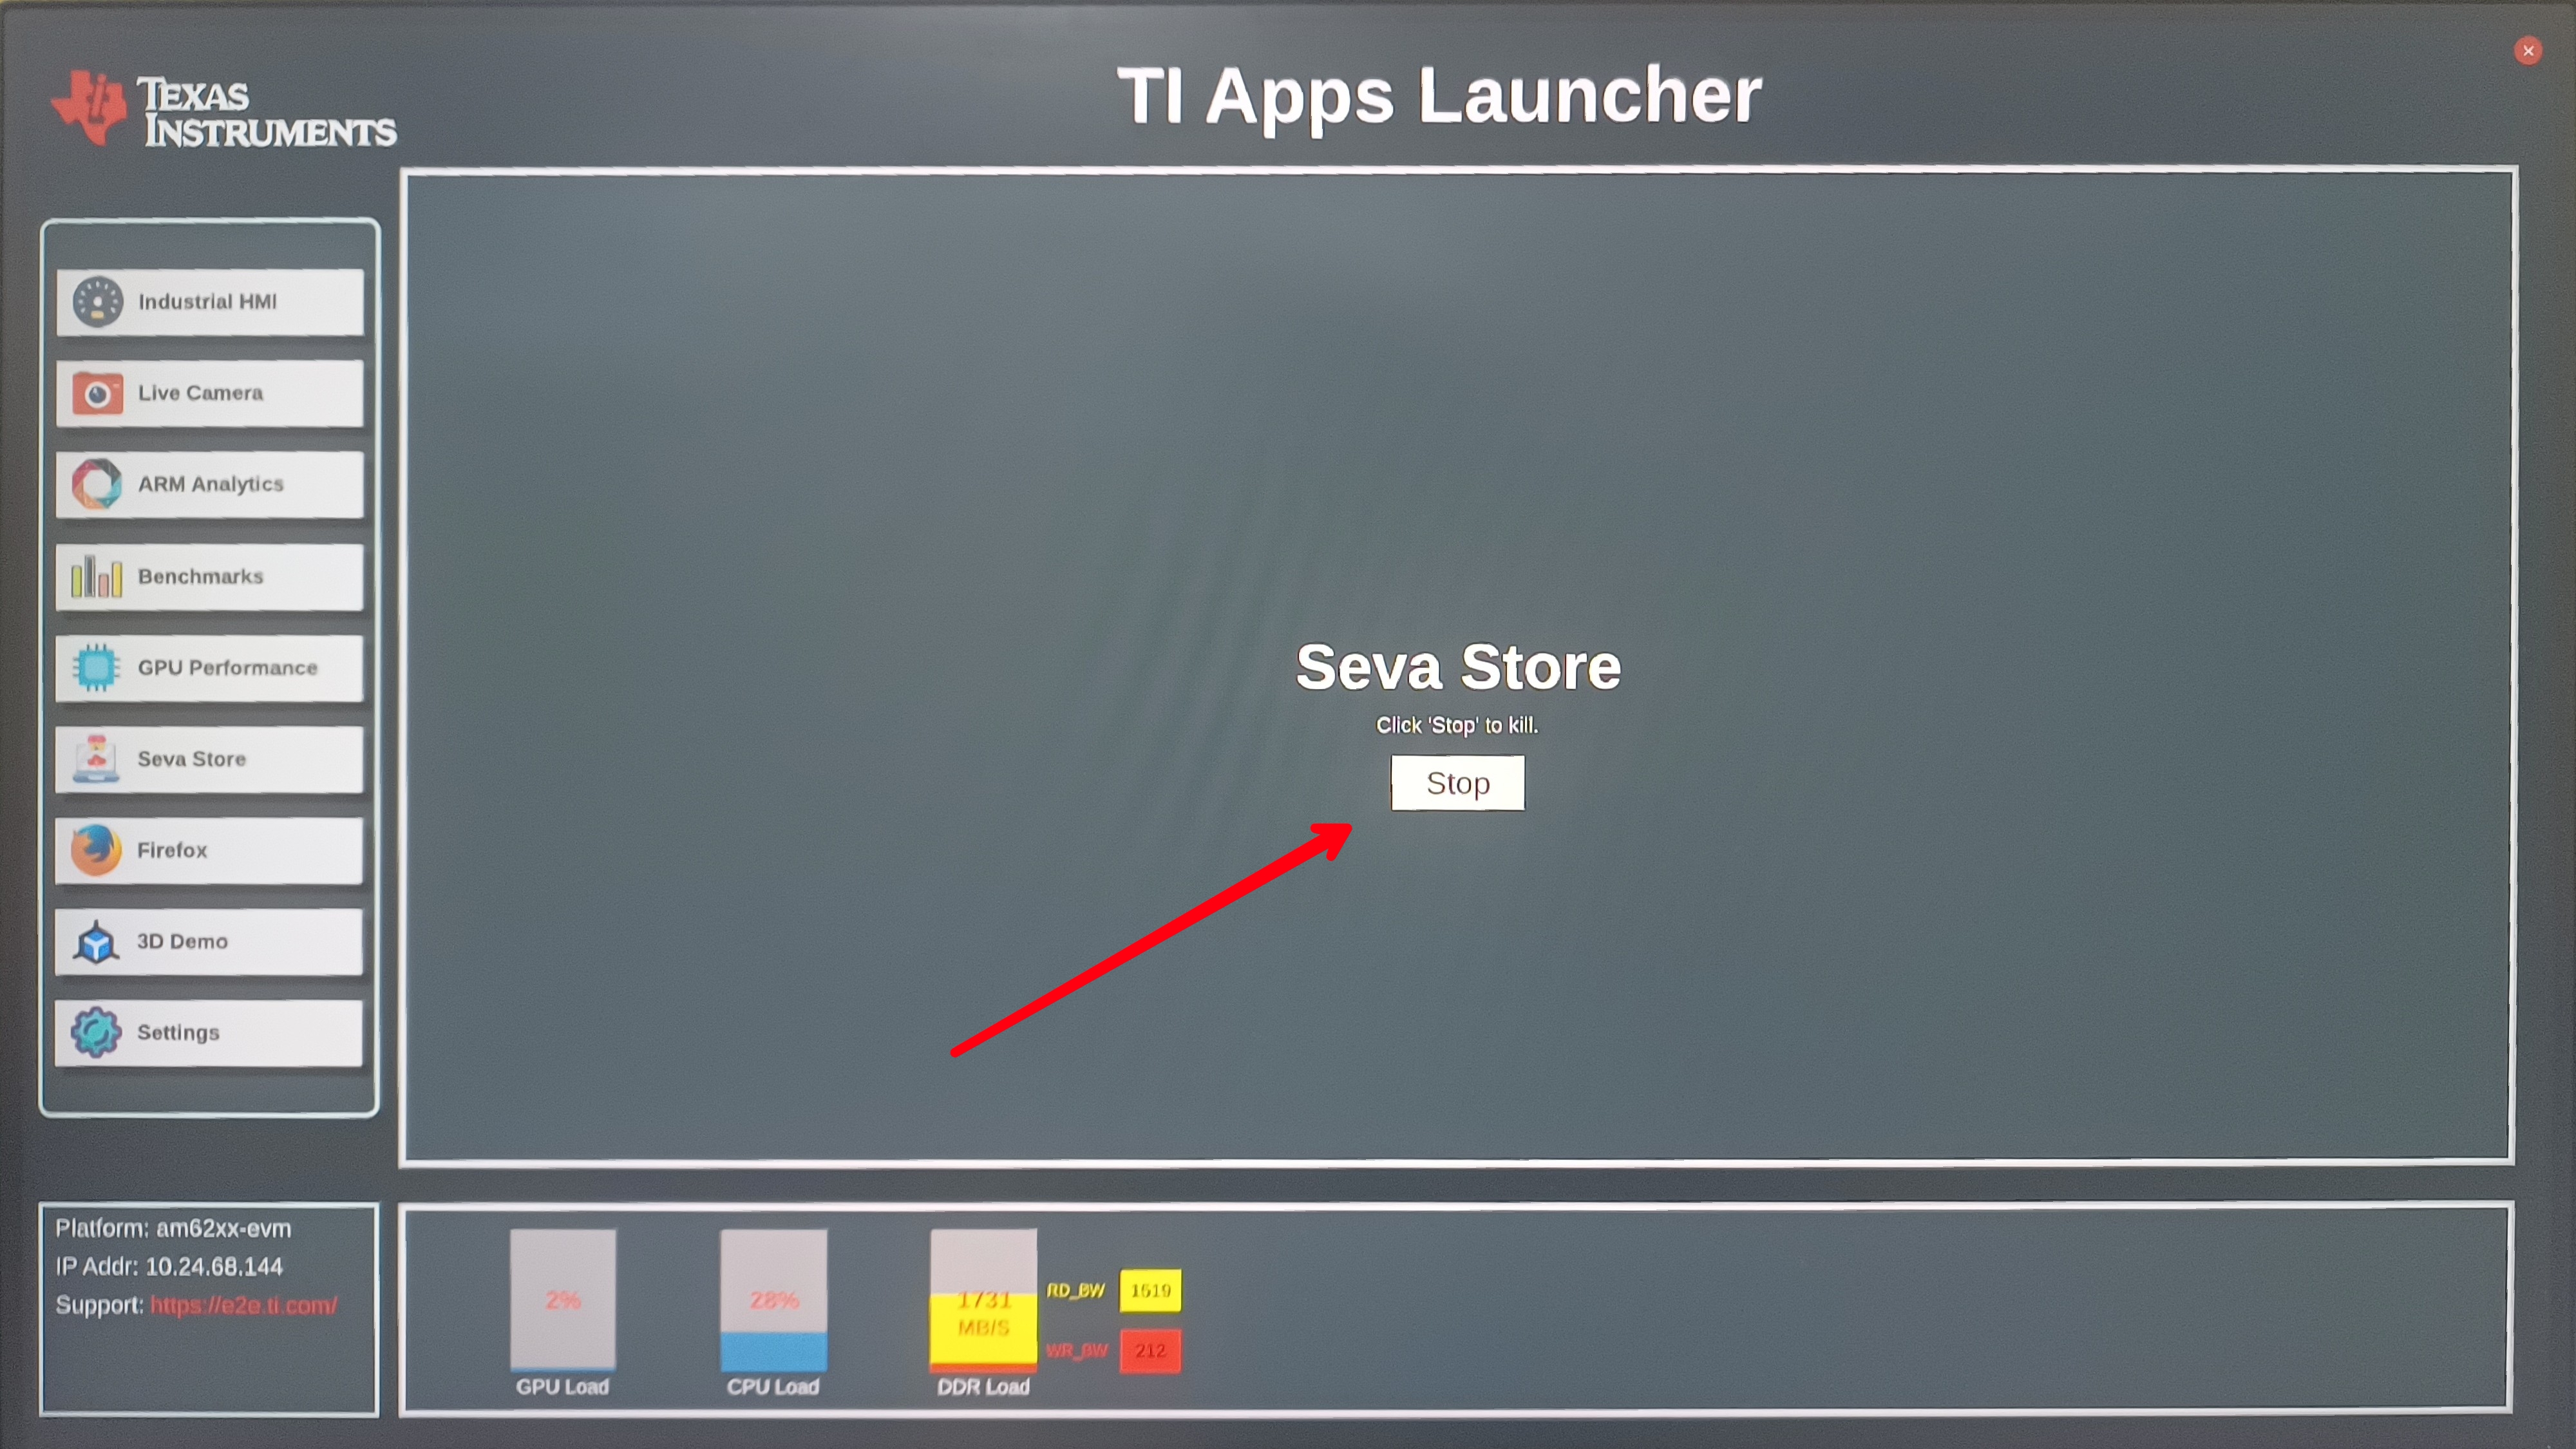 TEXAS
INSTRUMENTS
TI Apps Launcher
Industrial HMI
Live Camera
ARM Analytics
Benchmarks
GPU Performance
Seva Store
Firefox
3D Demo
Settings
Seva Store
Click 'Stop' to kill.
Stop
Platform: am62xx-evm
IP Addr: 10.24.68.144
Support: https://e2e.ti.com/
2%
GPU Load
28%
CPU Load
1731
MB/S
DDR Load
RD_BW 1519
WR_BW 212